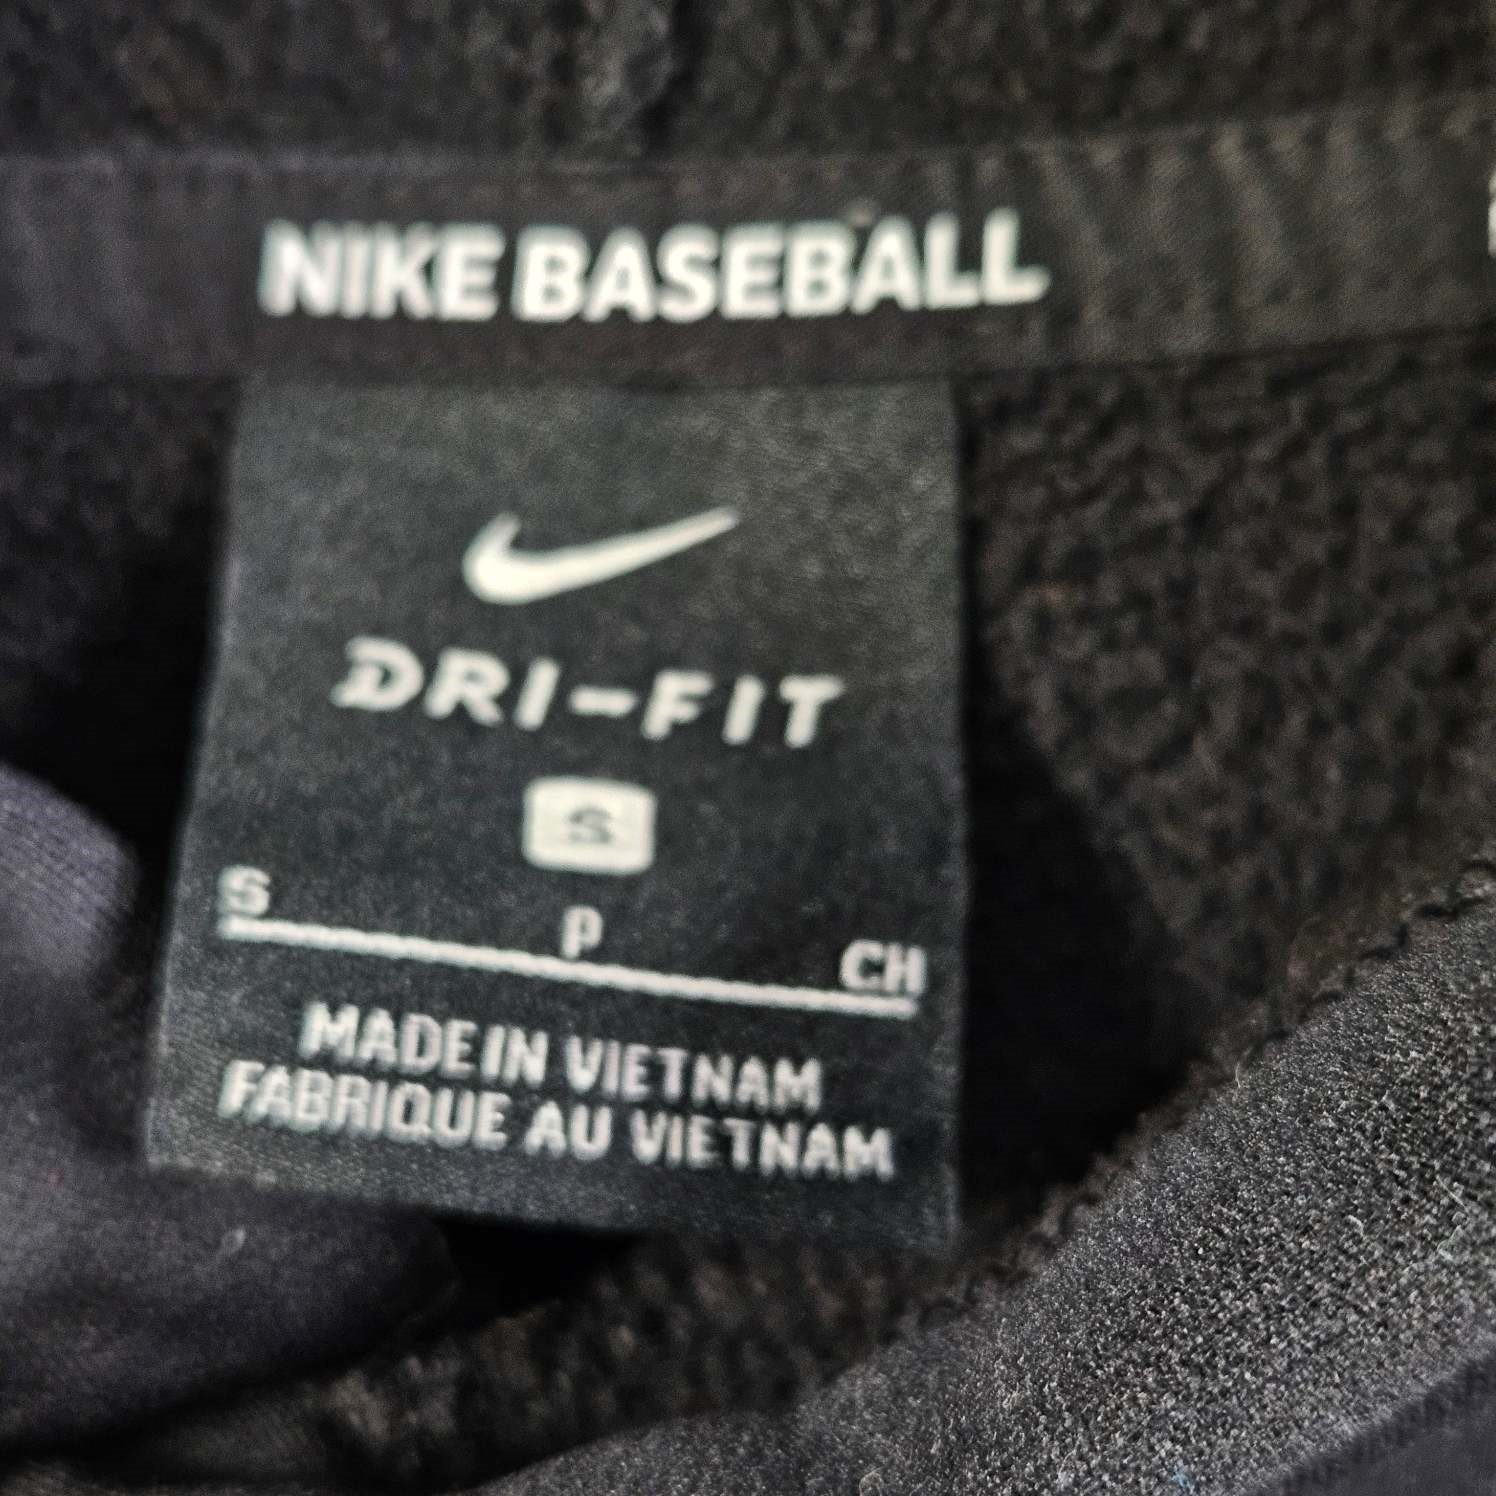 NIKE BASEBALL
DRI-FIT
S
S P CH
MADE IN VIETNAM
FABRIQUE AU VIETNAM